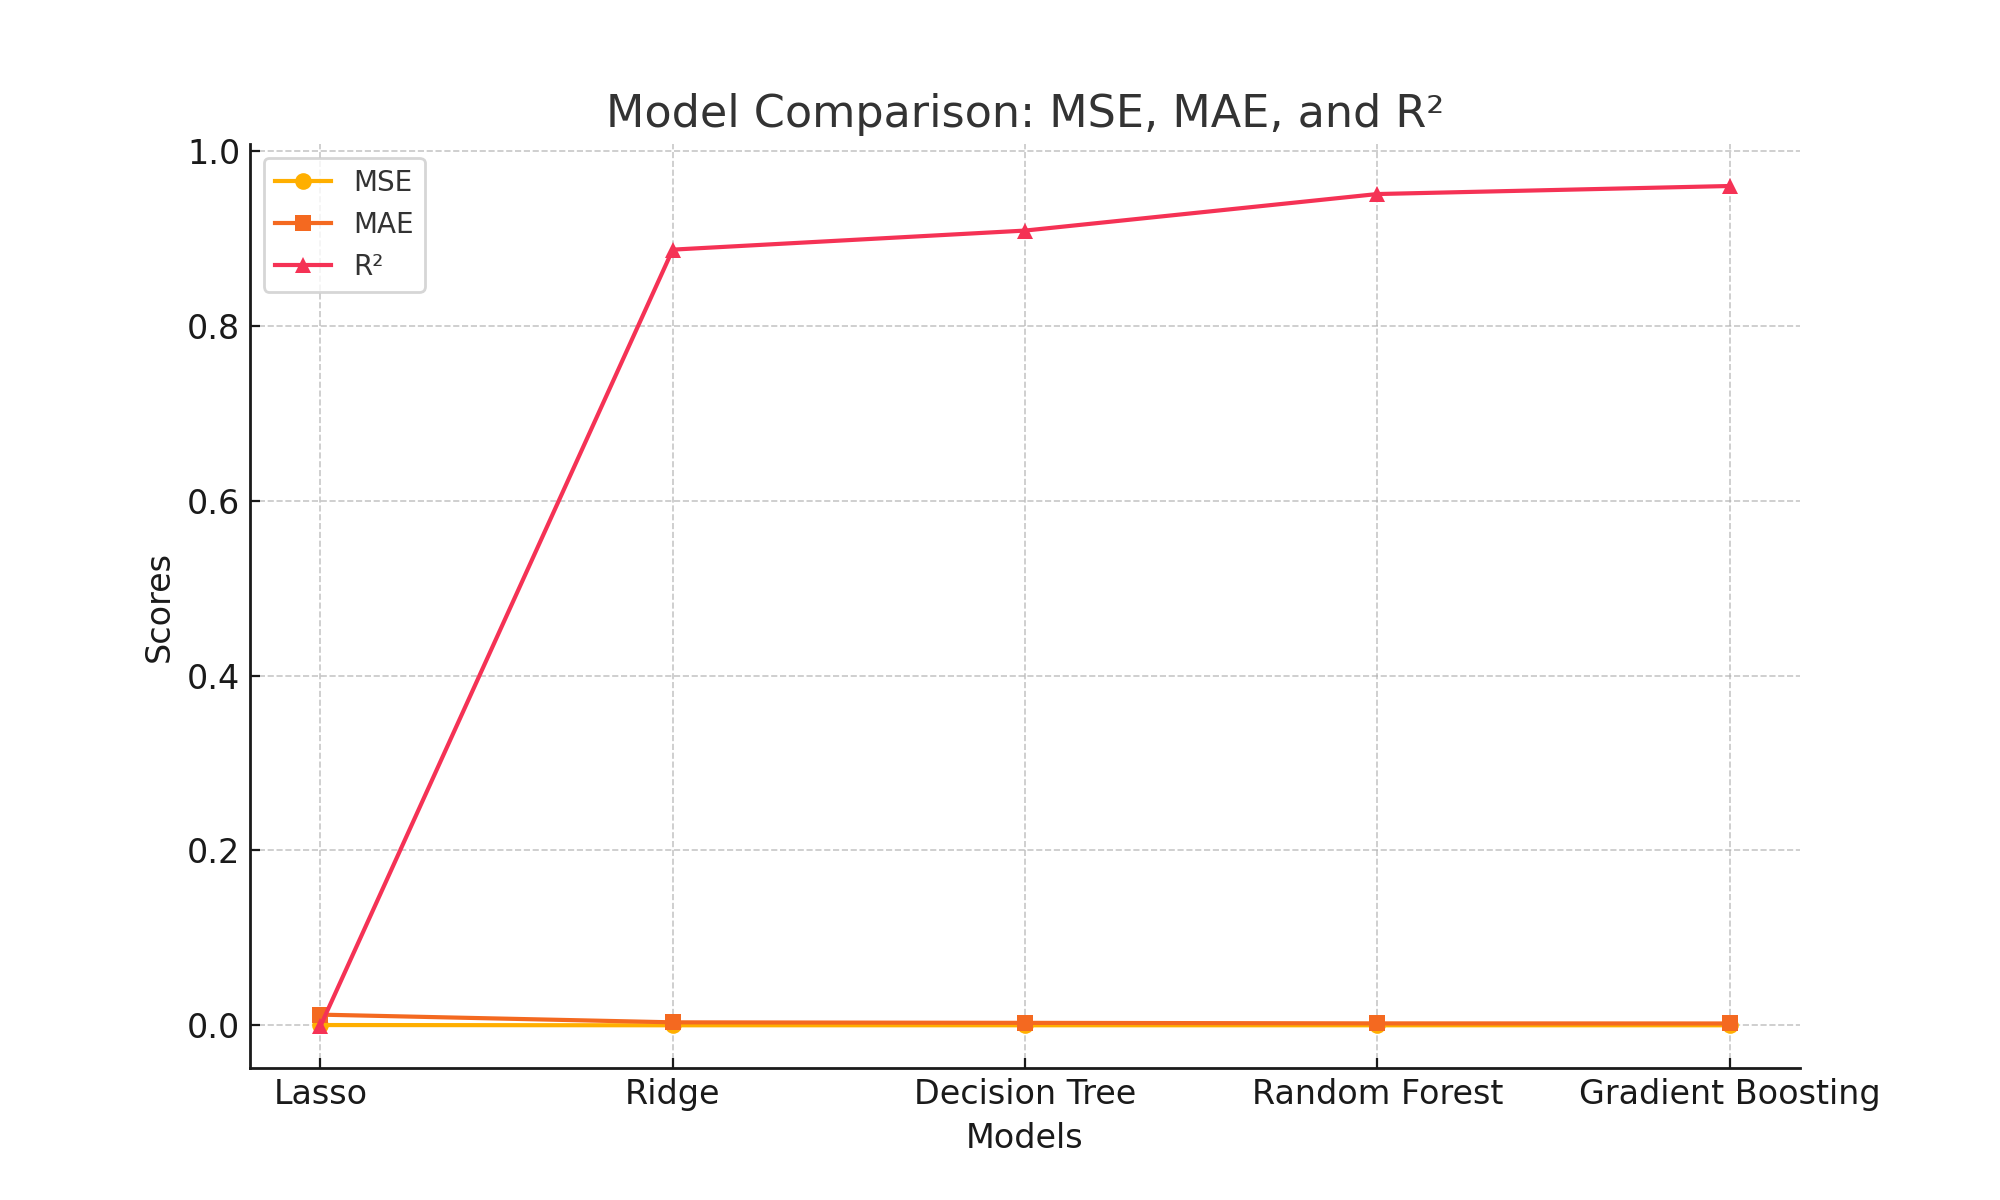 Model Comparison: MSE, MAE, and R²
1.0
MSE
MAE
R²
0.8
0.6
Scores
0.4
0.2
0.0
Lasso Ridge Decision Tree Random Forest Gradient Boosting
Models